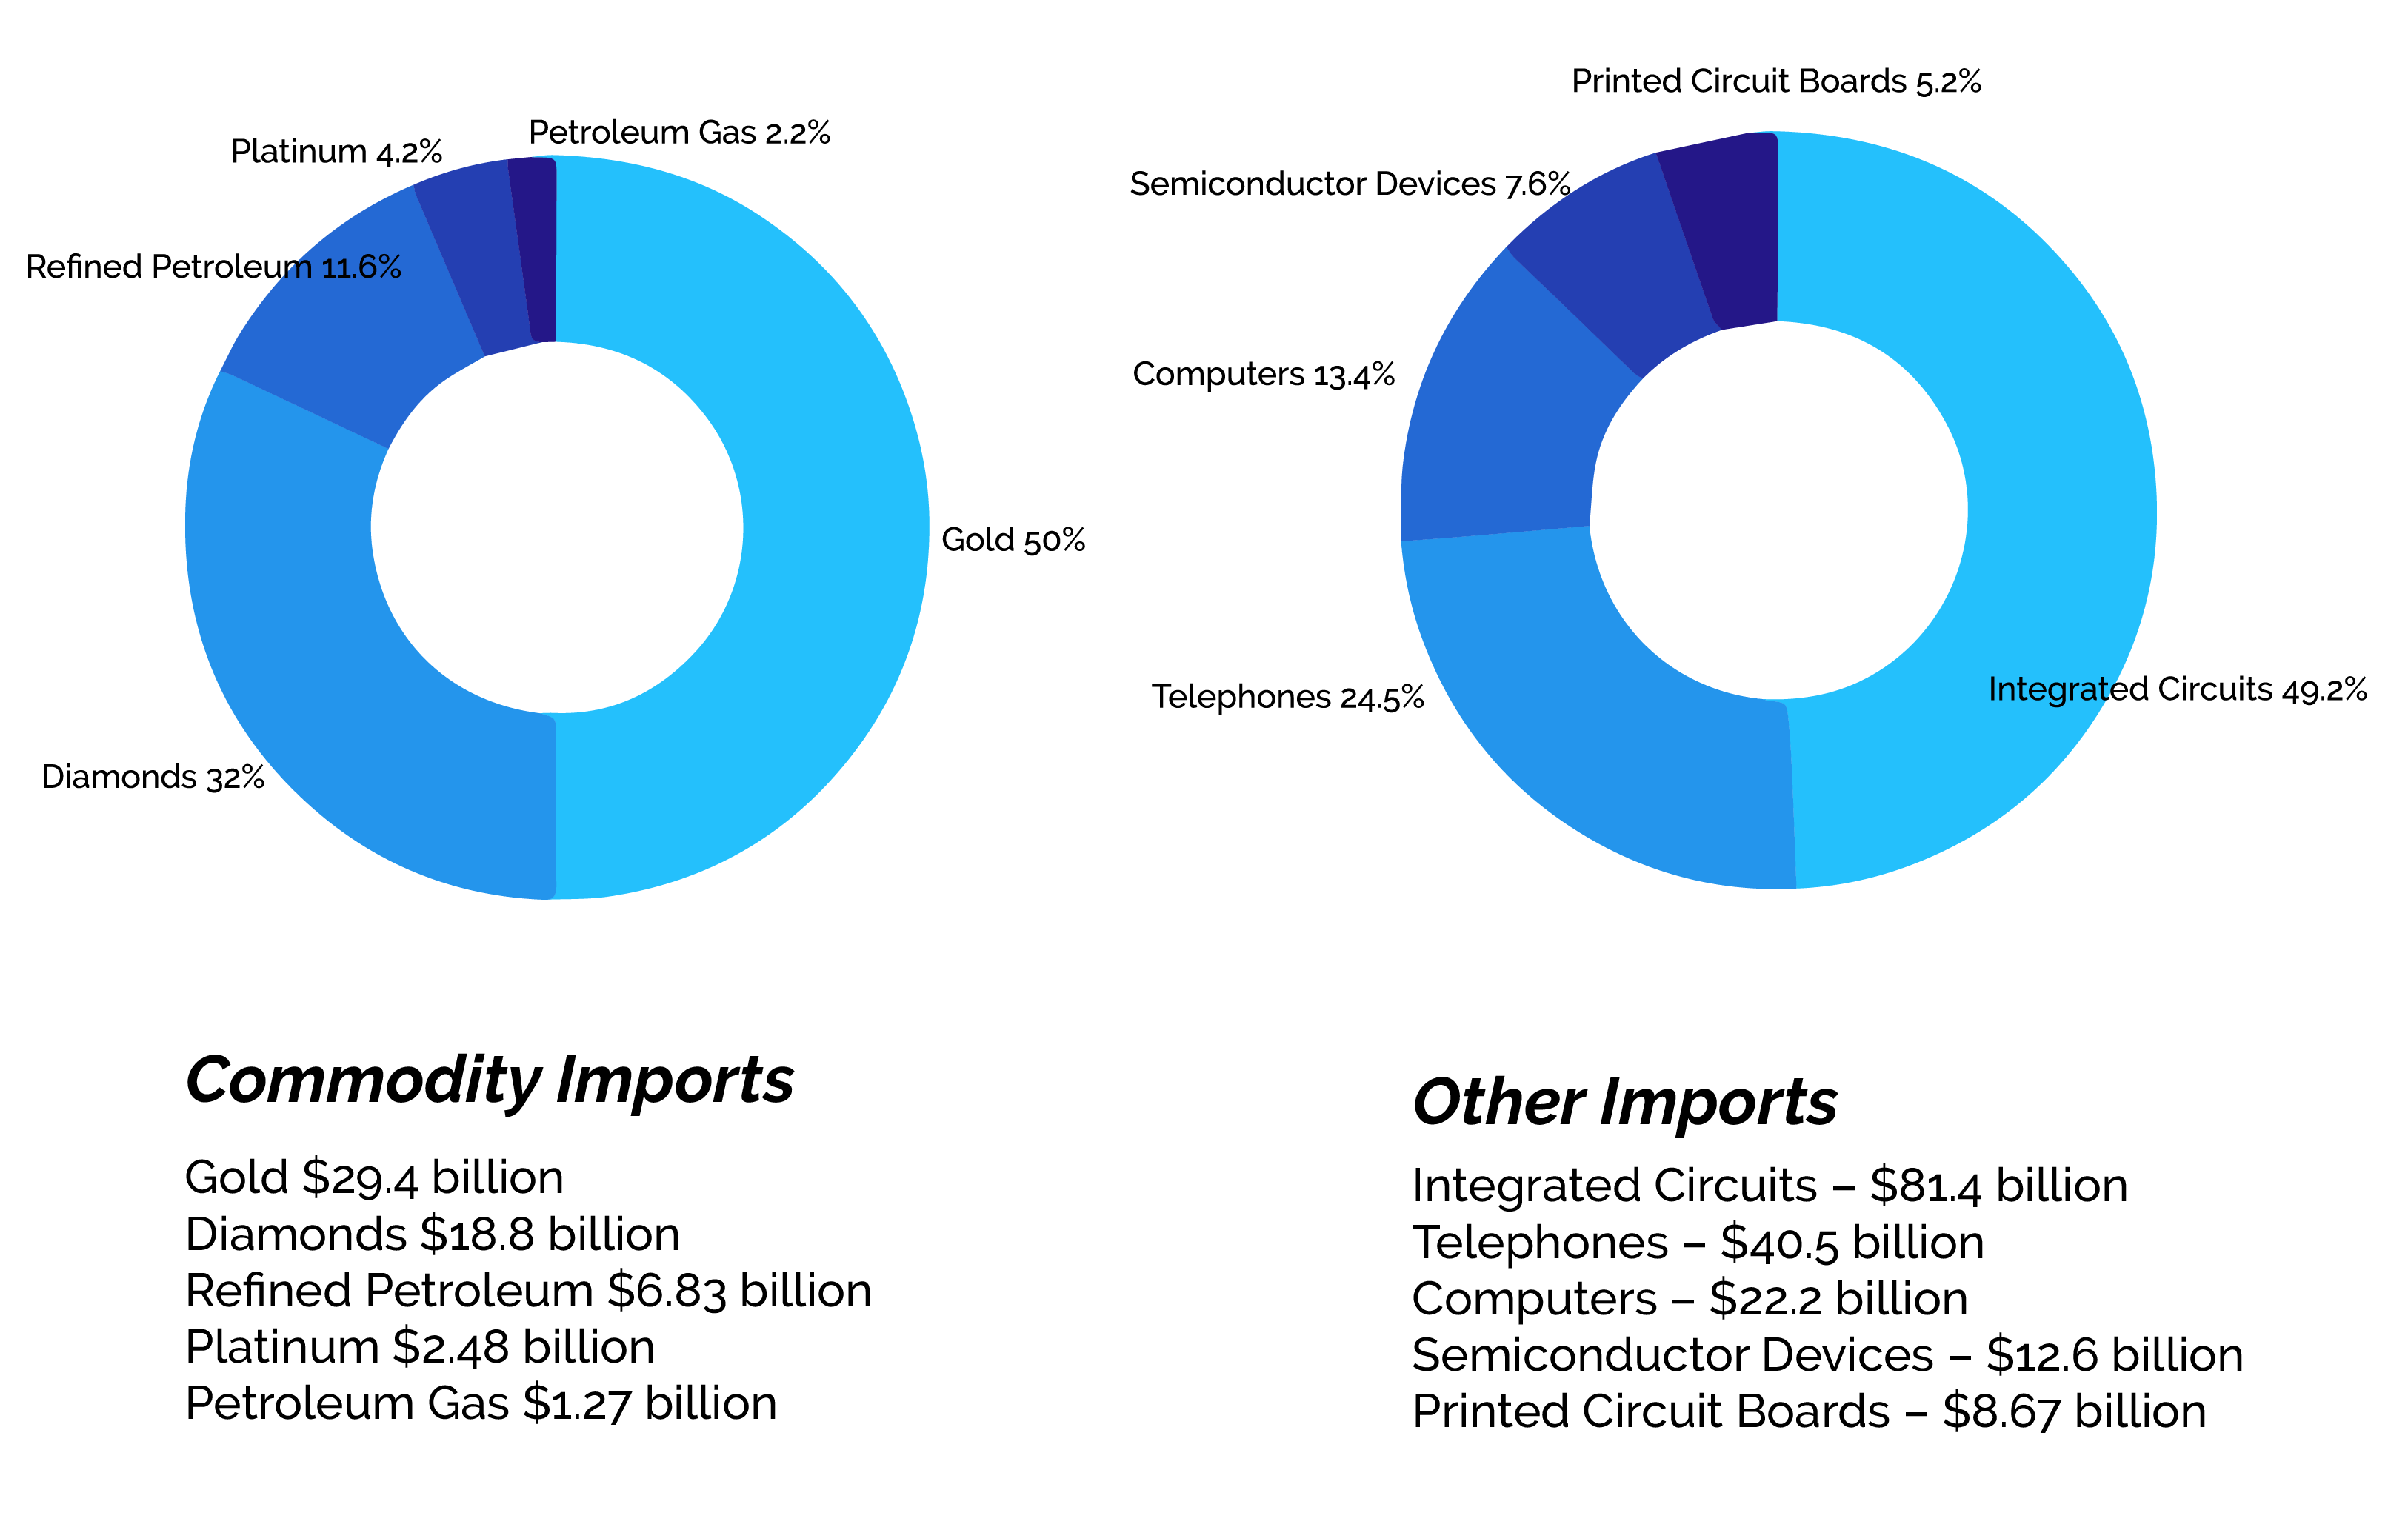 Petroleum Gas 2.2%
Platinum 4.2%
Refined Petroleum 11.6%
Gold 50%
Diamonds 32%
Commodity Imports
Gold $29.4 billion
Diamonds $18.8 billion
Refined Petroleum $6.83 billion
Platinum $2.48 billion
Petroleum Gas $1.27 billion
Printed Circuit Boards 5.2%
Semiconductor Devices 7.6%
Computers 13.4%
Telephones 24.5%
Integrated Circuits 49.2%
Other Imports
Integrated Circuits – $81.4 billion
Telephones – $40.5 billion
Computers – $22.2 billion
Semiconductor Devices – $12.6 billion
Printed Circuit Boards – $8.67 billion